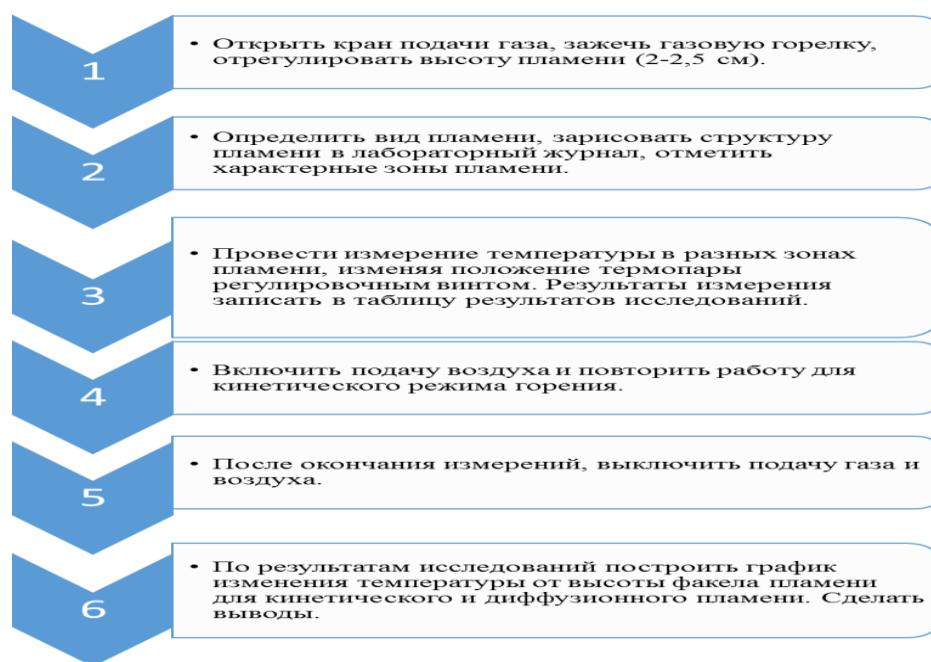 1
• Открыть кран подачи газа, зажечь газовую горелку,
отрегулировать высоту пламени (2-2,5 см).
2
• Определить вид пламени, зарисовать структуру
пламени в лабораторный журнал, отметить
характерные зоны пламени.
3
• Провести измерение температуры в разных зонах
пламени, изменяя положение термопары
регулировочным винтом. Результаты измерения
записать в таблицу результатов исследований.
4
• Включить подачу воздуха и повторить работу для
кинетического режима горения.
5
• После окончания измерений, выключить подачу газа и
воздуха.
6
• По результатам исследований построить график
изменения температуры от высоты факела пламени
для кинетического и диффузионного пламени. Сделать
выводы.